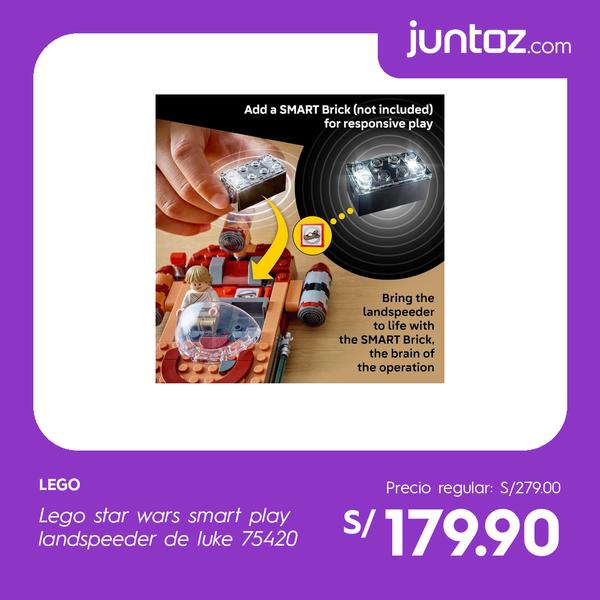 juntoz.com
Add a SMART Brick (not included)
for responsive play
Bring the
landspeeder
to life with
the SMART Brick,
the brain of
the operation
LEGO
Lego star wars smart play
landspeeder de luke 75420
Precio regular: S/279.00
S/179.90